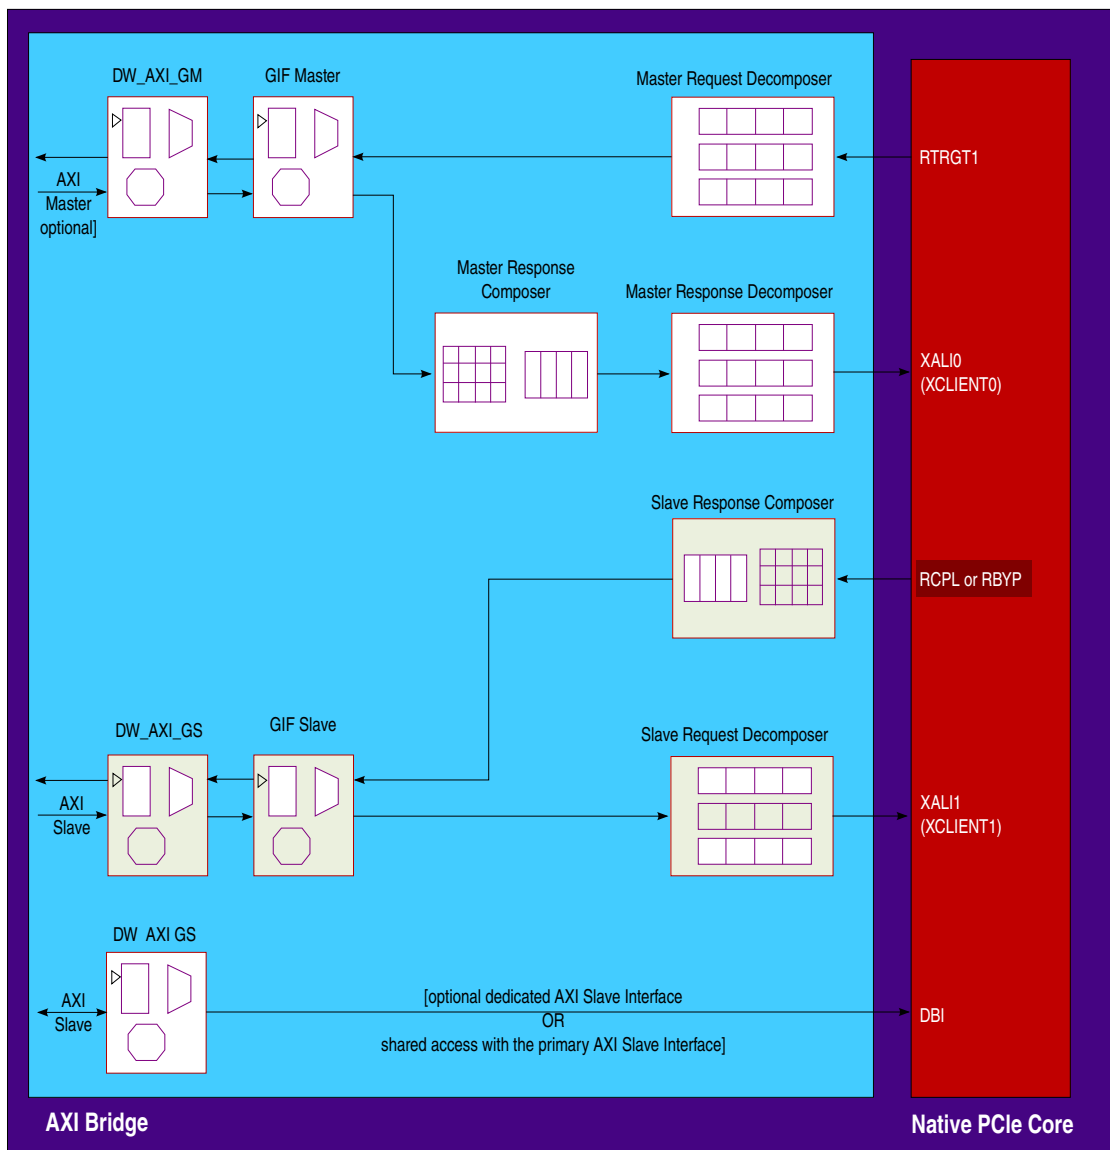 DW_AXI_GM
GIF Master
Master Request Decomposer
RTRGT1
AXI
Master
optional]
Master Response
Composer
Master Response Decomposer
XALI0
(XCLIENT0)
Slave Response Composer
RCPL or RBYP
DW_AXI_GS
GIF Slave
Slave Request Decomposer
AXI
Slave
XALI1
(XCLIENT1)
DW AXI GS
AXI
Slave
[optional dedicated AXI Slave Interface
OR
shared access with the primary AXI Slave Interface]
DBI
AXI Bridge
Native PCIe Core